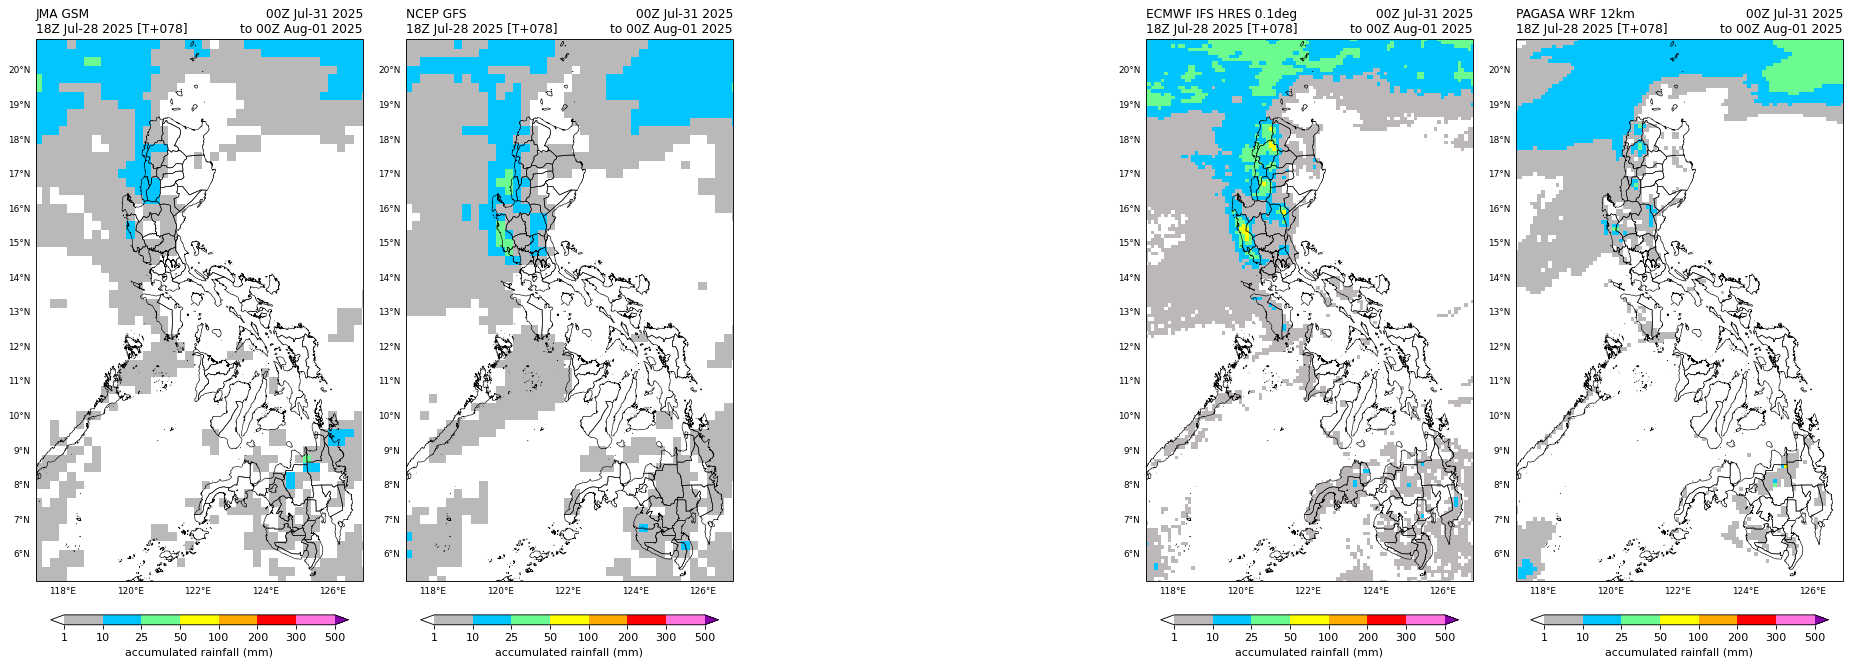 JMA GSM 00Z Jul-31 2025
18Z Jul-28 2025 [T+078] to 00Z Aug-01 2025
20°N
19°N
18°N
17°N
16°N
15°N
14°N
13°N
12°N
11°N
10°N
9°N
8°N
7°N
6°N
118°E 120°E 122°E 124°E 126°E
1 10 25 50 100 200 300 500
accumulated rainfall (mm)
NCEP GFS 00Z Jul-31 2025
18Z Jul-28 2025 [T+078] to 00Z Aug-01 2025
20°N
19°N
18°N
17°N
16°N
15°N
14°N
13°N
12°N
11°N
10°N
9°N
8°N
7°N
6°N
118°E 120°E 122°E 124°E 126°E
1 10 25 50 100 200 300 500
accumulated rainfall (mm)
ECMWF IFS HRES 0.1deg 00Z Jul-31 2025
18Z Jul-28 2025 [T+078] to 00Z Aug-01 2025
20°N
19°N
18°N
17°N
16°N
15°N
14°N
13°N
12°N
11°N
10°N
9°N
8°N
7°N
6°N
118°E 120°E 122°E 124°E 126°E
1 10 25 50 100 200 300 500
accumulated rainfall (mm)
PAGASA WRF 12km 00Z Jul-31 2025
18Z Jul-28 2025 [T+078] to 00Z Aug-01 2025
20°N
19°N
18°N
17°N
16°N
15°N
14°N
13°N
12°N
11°N
10°N
9°N
8°N
7°N
6°N
118°E 120°E 122°E 124°E 126°E
1 10 25 50 100 200 300 500
accumulated rainfall (mm)